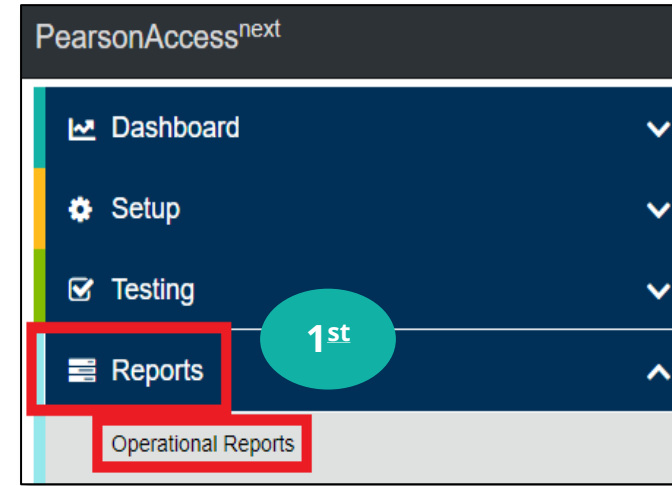 PearsonAccessnext
Dashboard
Setup
Testing
1st
Reports
Operational Reports